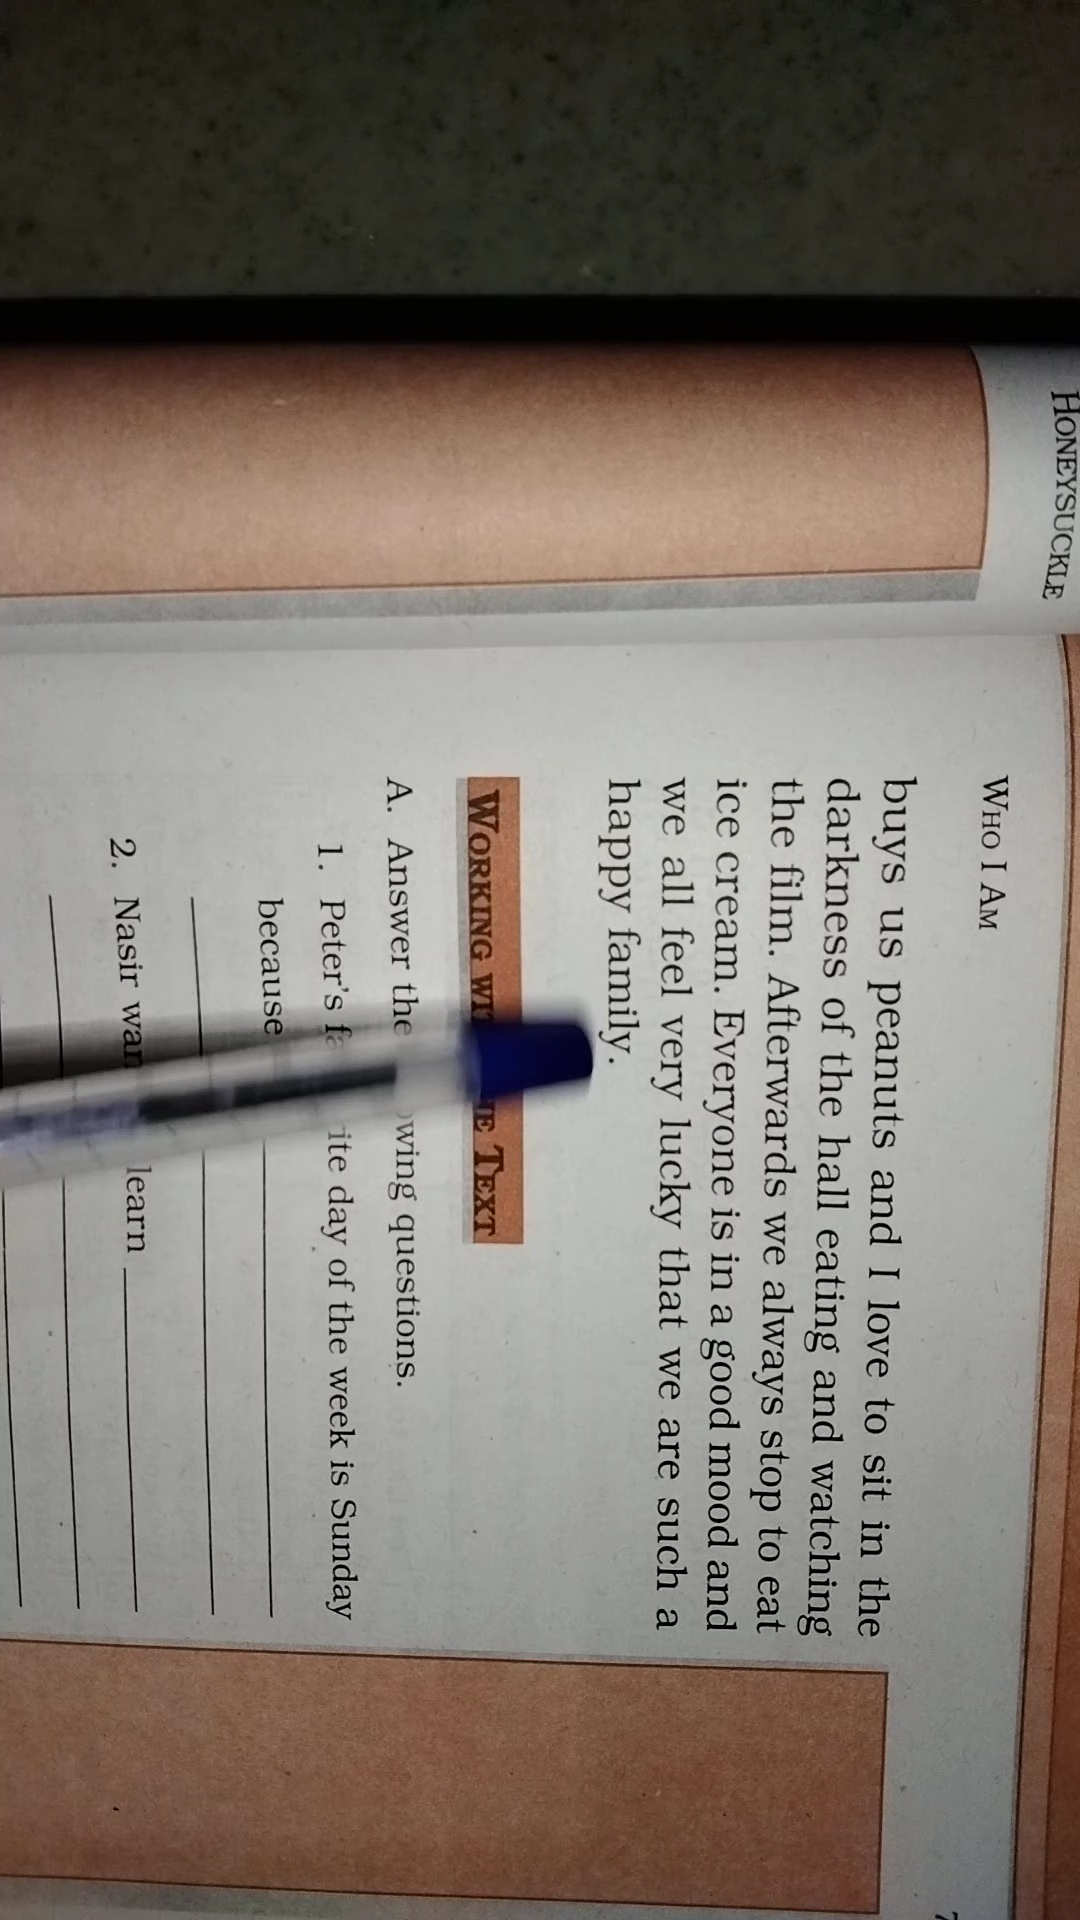 HONEYSUCKLE
WHO I AM
buys us peanuts and I love to sit in the
darkness of the hall eating and watching
the film. Afterwards we always stop to eat
ice cream. Everyone is in a good mood and
we all feel very lucky that we are such a
happy family.
WORKING TEXT
A. Answer the questions.
1. Peter's day of the week is Sunday
because
2. Nasir learn